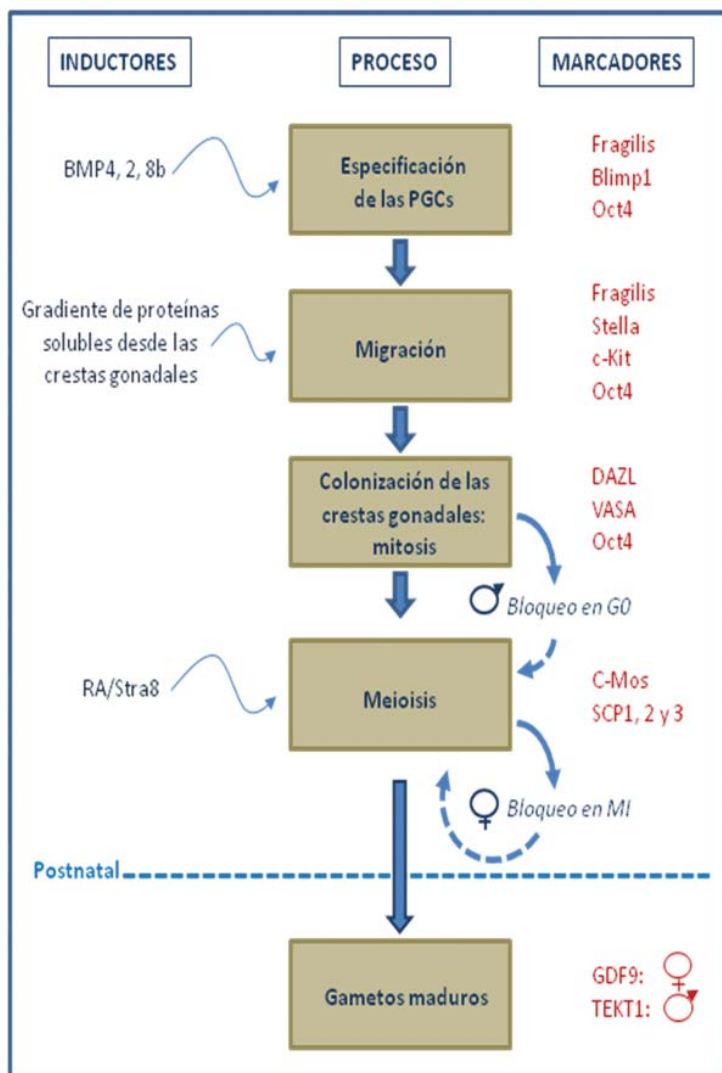 INDUCTORES
PROCESO
MARCADORES
BMP4, 2, 8b
Especificación
de las PGCs
Fragilis
Blimp1
Oct4
Gradiente de proteínas
solubles desde las
crestas gonadales
Migración
Fragilis
Stella
c-Kit
Oct4
Colonización de las
crestas gonadales:
mitosis
DAZL
VASA
Oct4
♂ Bloqueo en G0
RA/Stra8
Meioisis
C-Mos
SCP1, 2 y 3
♀ Bloqueo en MI
Postnatal
Gametos maduros
GDF9: ♀
TEKT1: ♂